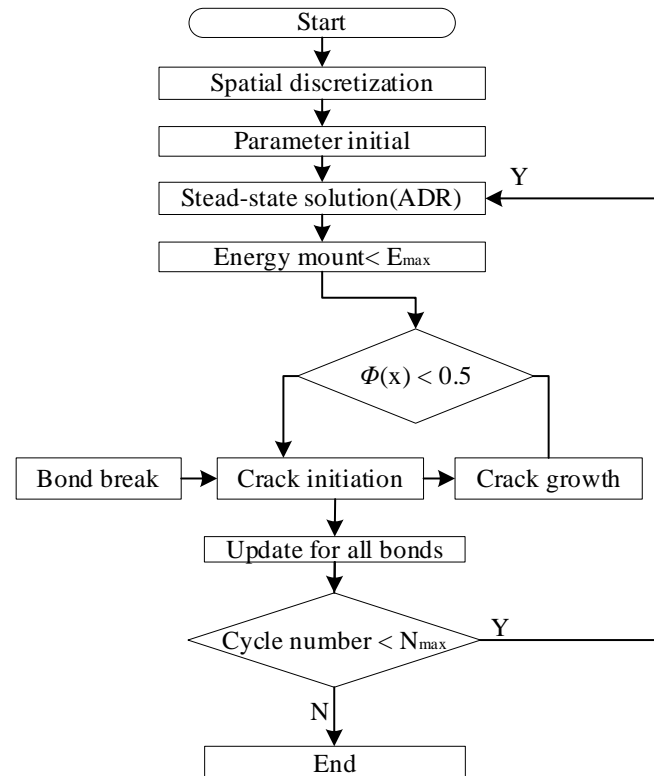 Start
Spatial discretization
Parameter initial
Y
Stead-state solution(ADR)
Energy mount< Emax
Φ(x) < 0.5
Bond break
Crack initiation
Crack growth
Update for all bonds
Cycle number < Nmax
Y
N
End